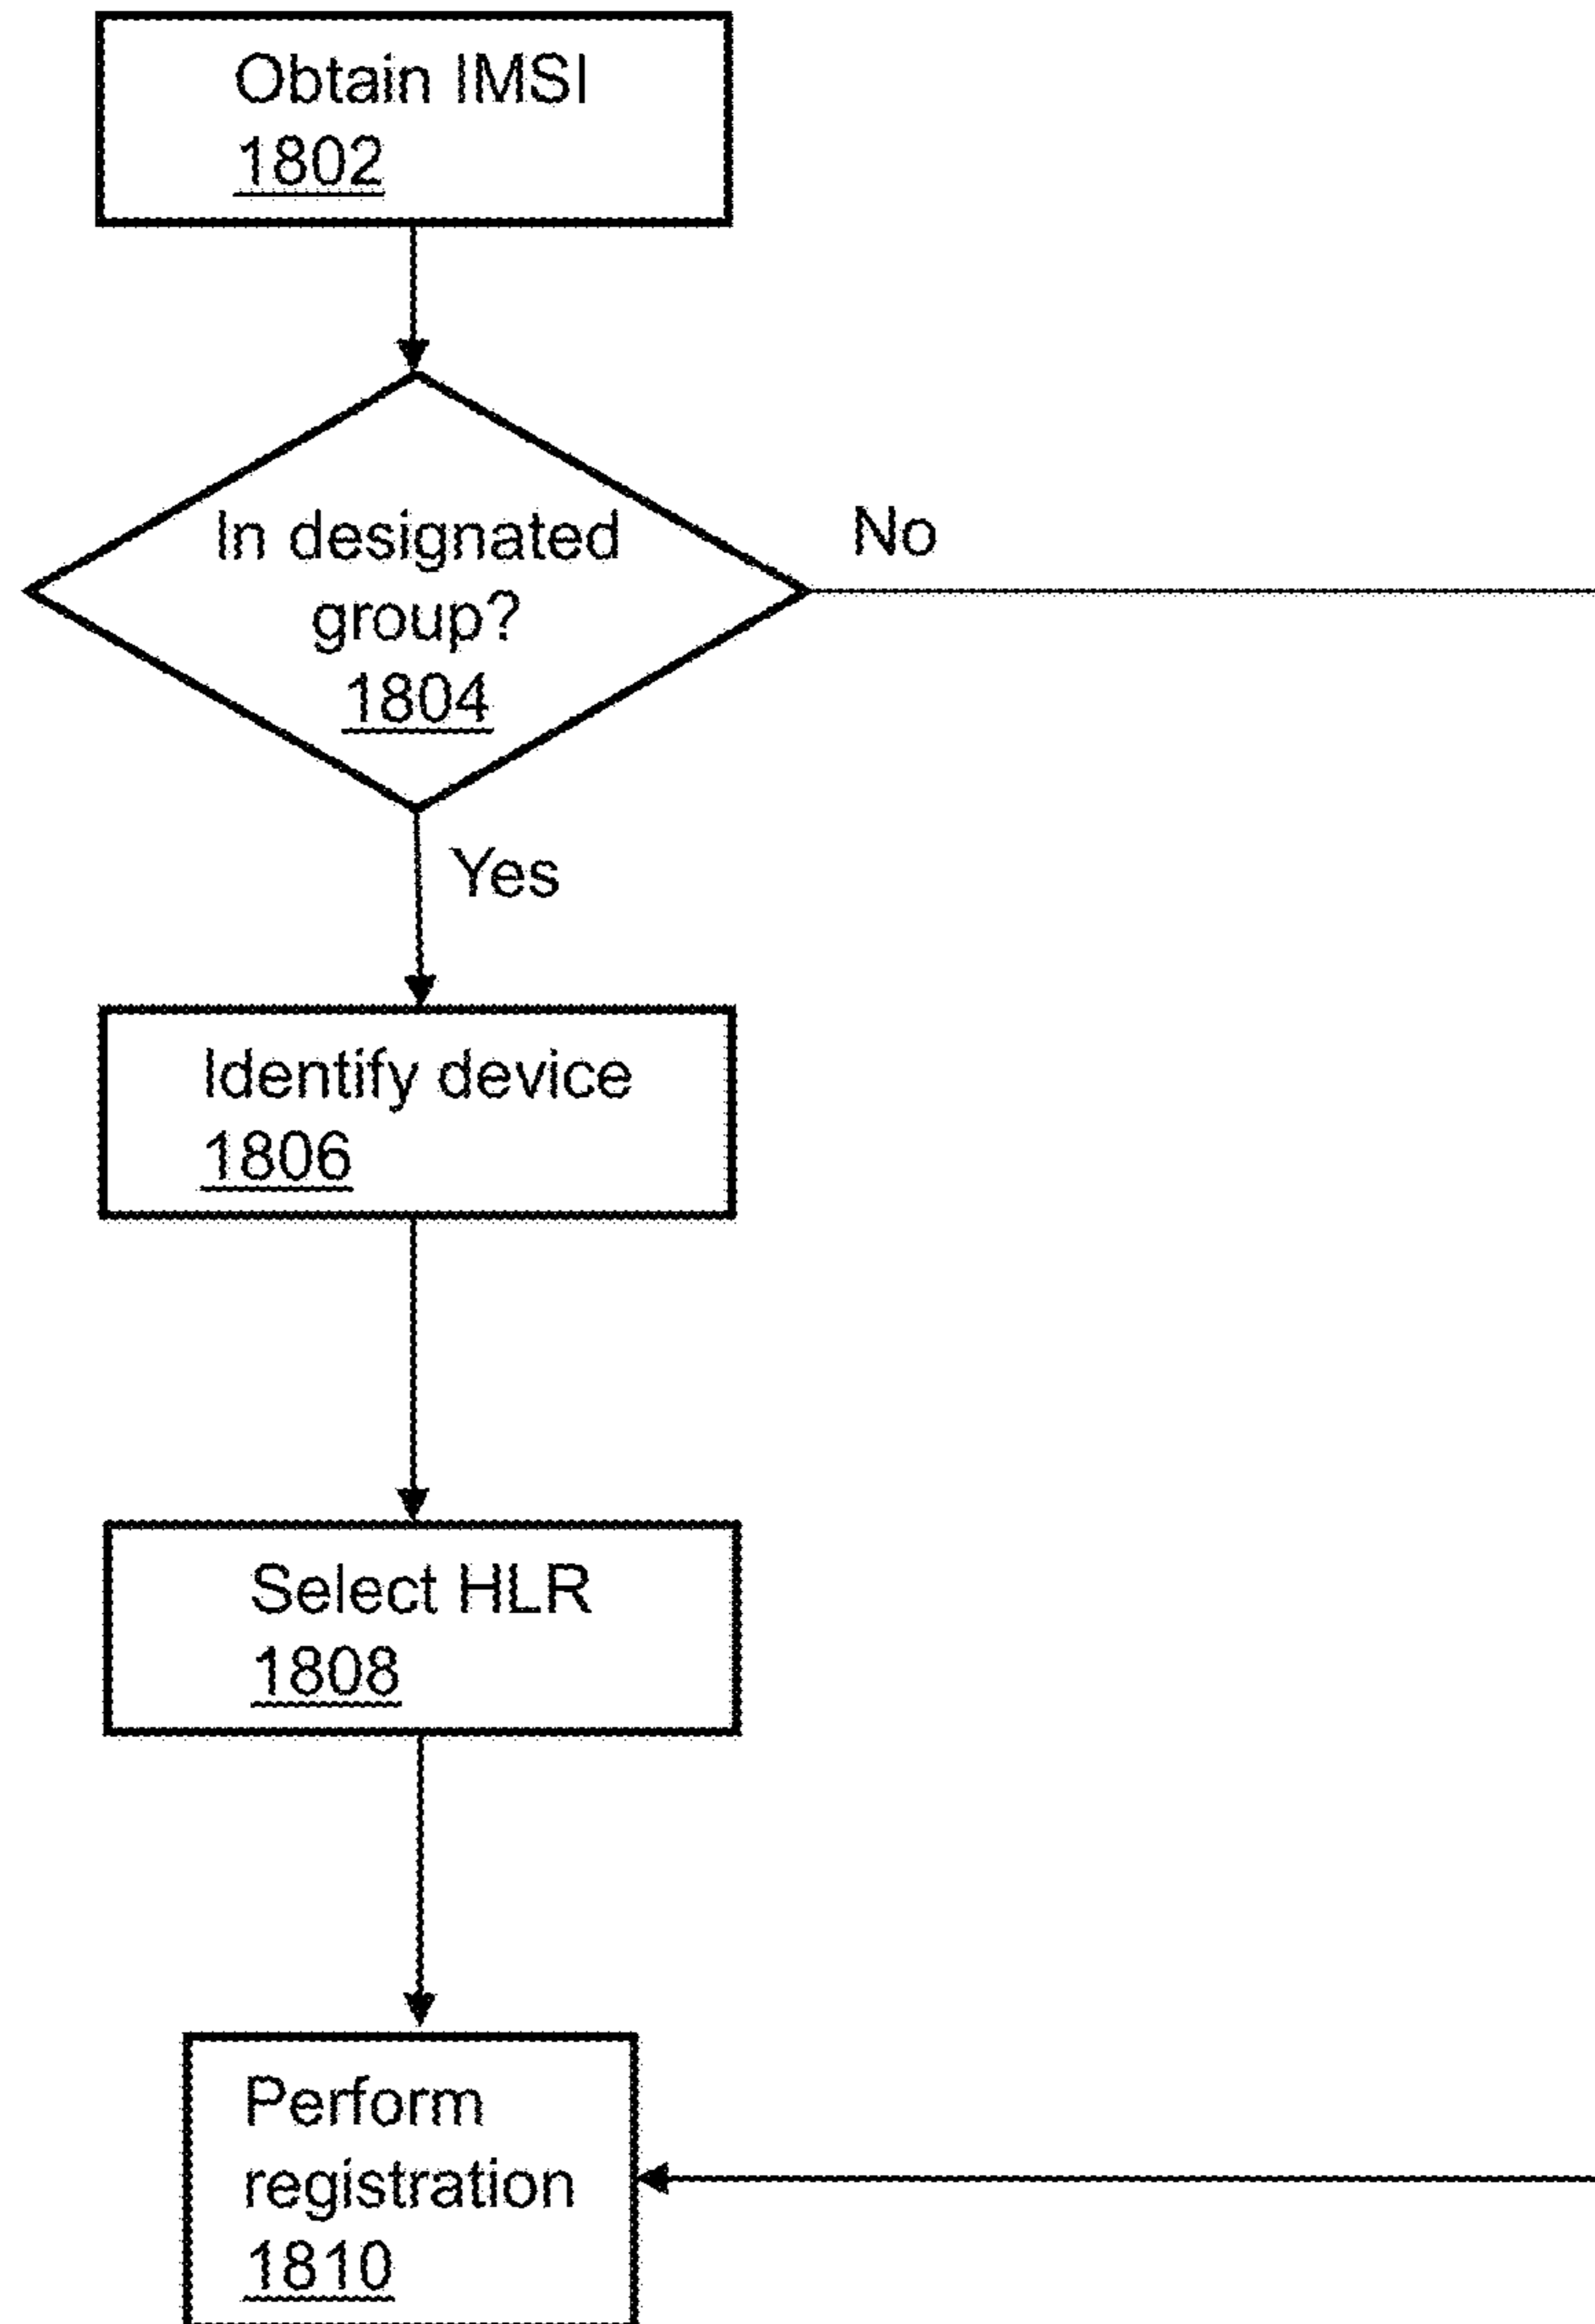 Obtain IMSI
1802
In designated
group?
1804
No
Yes
Identify device
1806
Select HLR
1808
Perform
registration
1810